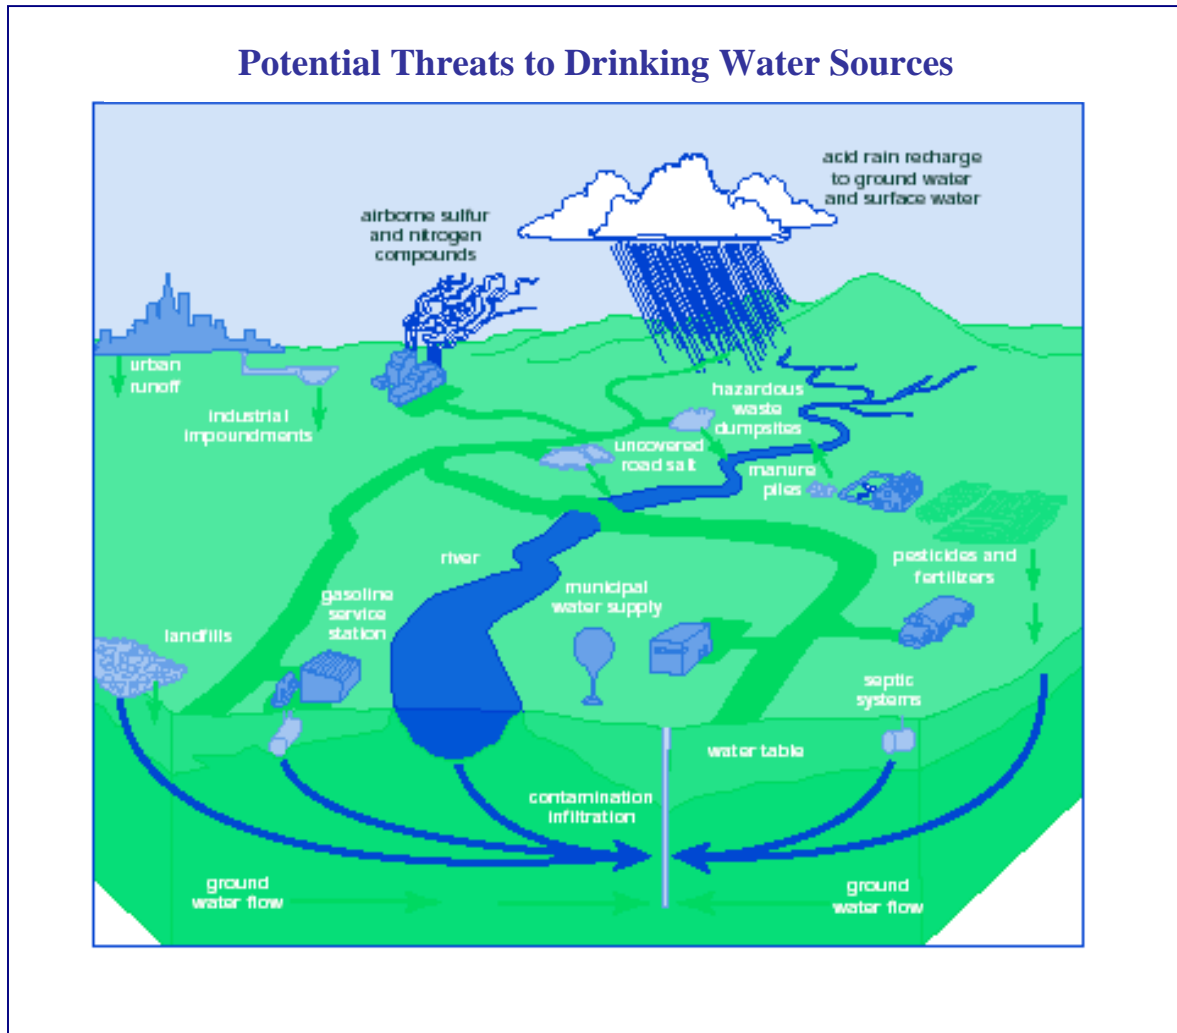 Potential Threats to Drinking Water Sources
acid rain recharge
to ground water
and surface water
airborne sulfur
and nitrogen
compounds
urban
runoff
industrial
impoundments
hazardous
waste
dumpsites
uncovered
road salt
manure
piles
river
pesticides and
fertilizers
municipal
water supply
gasoline
service
station
landfills
septic
systems
water table
contamination
infiltration
ground
water flow
ground
water flow